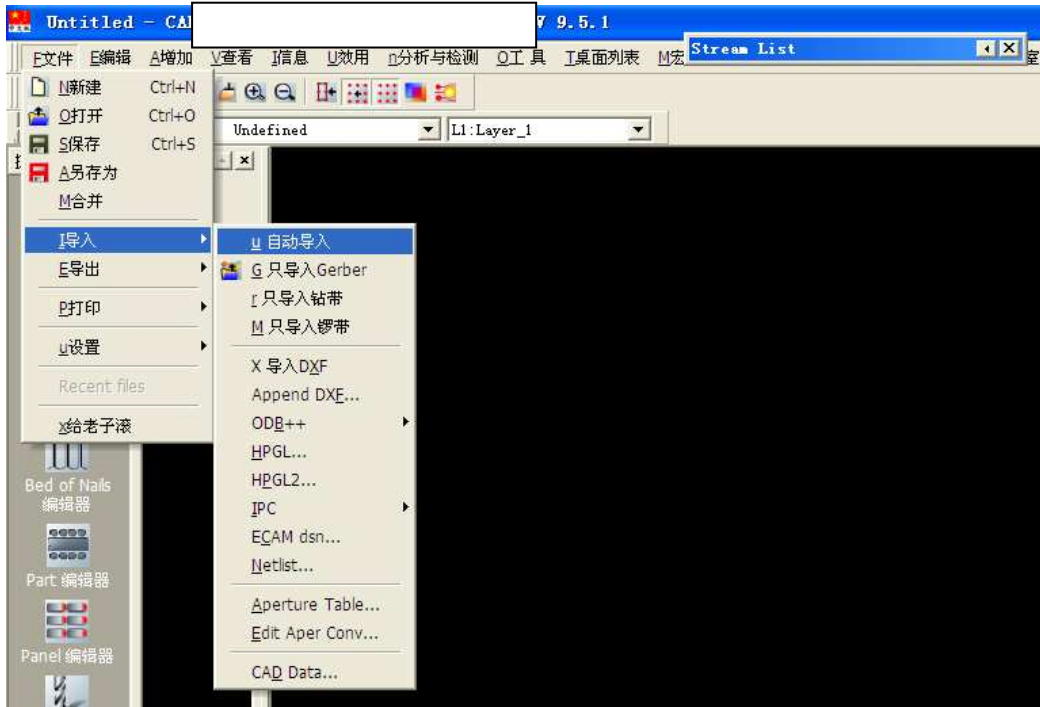 Untitled - CA
V 9.5.1
F文件 E编辑 A增加 V查看 I信息 U效用 n分析与检测 O工 具 T桌面列表 M宏
Stream List
室
N新建 Ctrl+N
O打开 Ctrl+O
S保存 Ctrl+S
A另存为
M合并
I导入
E导出
P打印
u设置
Recent files
x给老子滚
Undefined
L1:Layer_1
u 自动导入
G 只导入Gerber
r 只导入钻带
M 只导入锣带
X 导入DXF
Append DXF...
ODB++
HPGL...
HPGL2...
IPC
ECAM dsn...
Netlist...
Aperture Table...
Edit Aper Conv...
CAD Data...
Bed of Nails
编辑器
Part 编辑器
Panel 编辑器